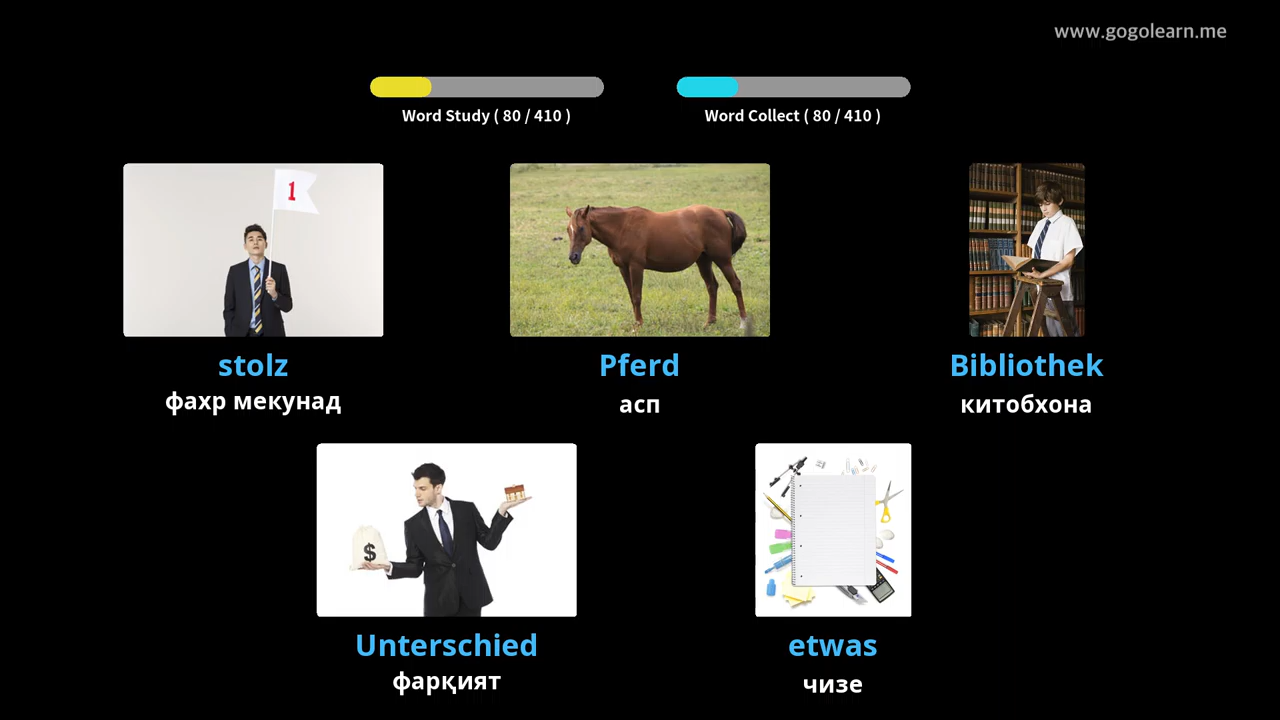 www.gogolearn.me
Word Study ( 80 / 410 )
Word Collect ( 80 / 410 )
1
stolz
фахр мекунад
Pferd
асп
Bibliothek
китобхона
$
Unterschied
фарқият
etwas
чизе